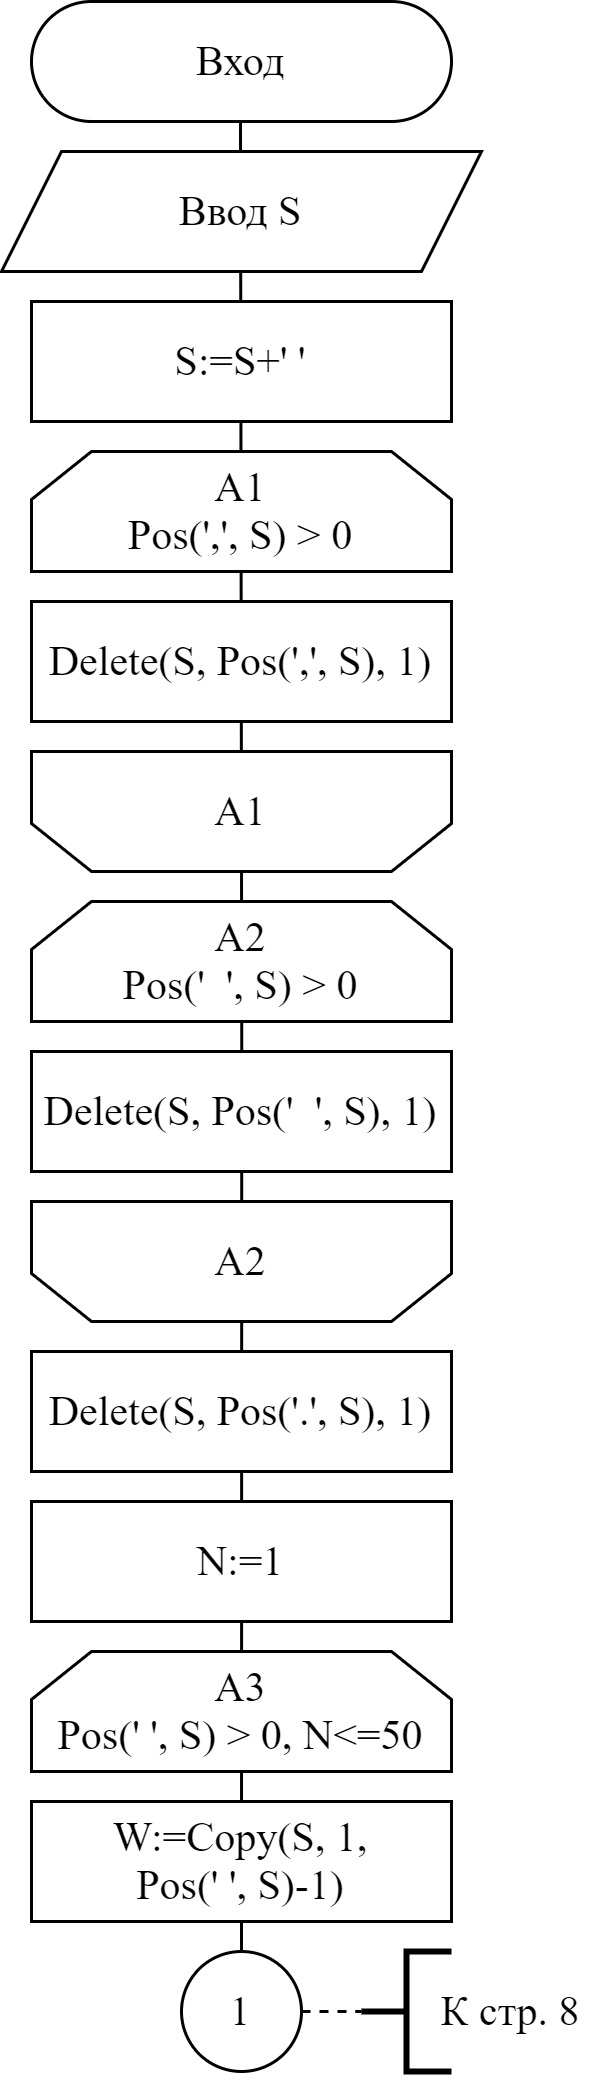 Вход
Ввод S
S:=S+' '
A1
Pos(',', S) > 0
Delete(S, Pos(',', S), 1)
A1
A2
Pos('  ', S) > 0
Delete(S, Pos('  ', S), 1)
A2
Delete(S, Pos('.', S), 1)
N:=1
A3
Pos(' ', S) > 0, N<=50
W:=Copy(S, 1,
Pos(' ', S)-1)
1
К стр. 8